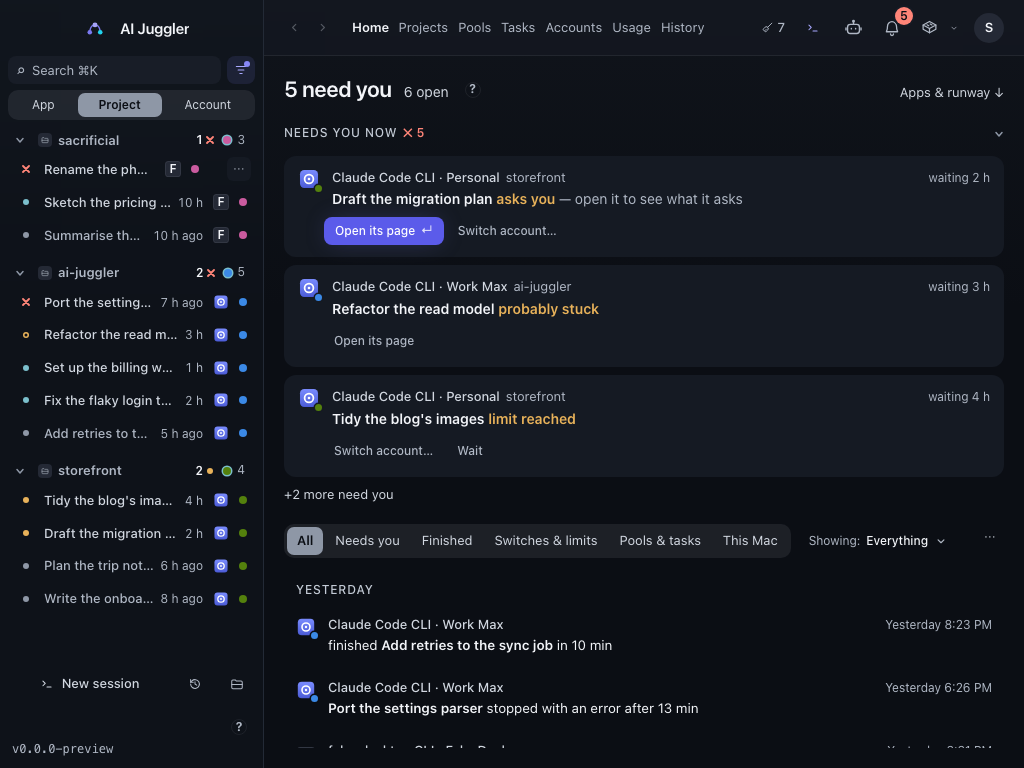 AI Juggler
Search ⌘K
App Project Account
sacrificial 1 3
Rename the ph... F ...
Sketch the pricing ... 10 h F
Summarise th... 10 h ago F
ai-juggler 2 5
Port the setting... 7 h ago
Refactor the read m... 3 h
Set up the billing w... 1 h
Fix the flaky login t... 2 h
Add retries to t... 5 h ago
storefront 2 4
Tidy the blog's ima... 4 h
Draft the migration ... 2 h
Plan the trip not... 6 h ago
Write the onboa... 8 h ago
New session
?
v0.0.0-preview
Home Projects Pools Tasks Accounts Usage History 7 5 S
5 need you 6 open ? Apps & runway ↓
NEEDS YOU NOW × 5
Claude Code CLI · Personal storefront waiting 2 h
Draft the migration plan asks you — open it to see what it asks
Open its page ↵ Switch account...
Claude Code CLI · Work Max ai-juggler waiting 3 h
Refactor the read model probably stuck
Open its page
Claude Code CLI · Personal storefront waiting 4 h
Tidy the blog's images limit reached
Switch account... Wait
+2 more need you
All Needs you Finished Switches & limits Pools & tasks This Mac Showing: Everything ...
YESTERDAY
Claude Code CLI · Work Max Yesterday 8:23 PM
finished Add retries to the sync job in 10 min
Claude Code CLI · Work Max Yesterday 6:26 PM
Port the settings parser stopped with an error after 13 min